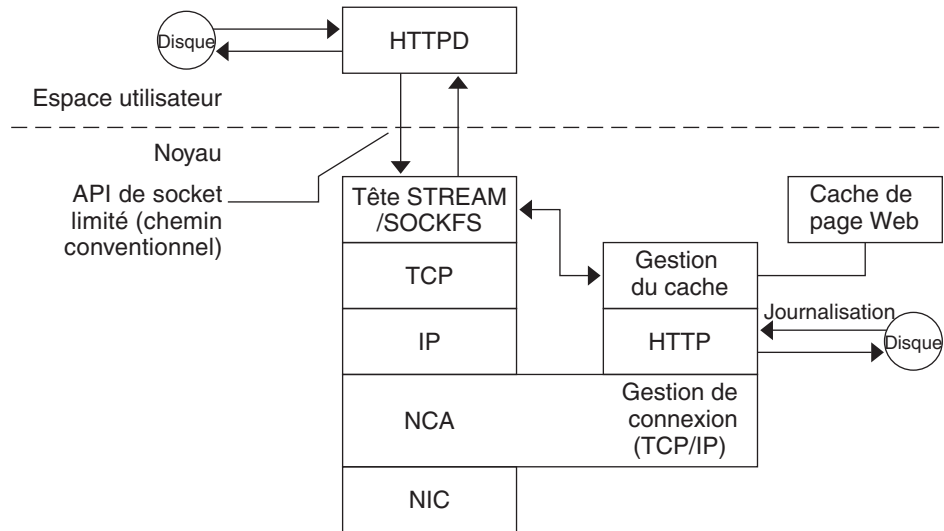 Disque
HTTPD
Espace utilisateur
Noyau
API de socket
limité (chemin
conventionnel)
Tête STREAM
/SOCKFS
Cache de
page Web
TCP
Gestion
du cache
Journalisation
IP
HTTP
Disque
NCA
Gestion de
connexion
(TCP/IP)
NIC